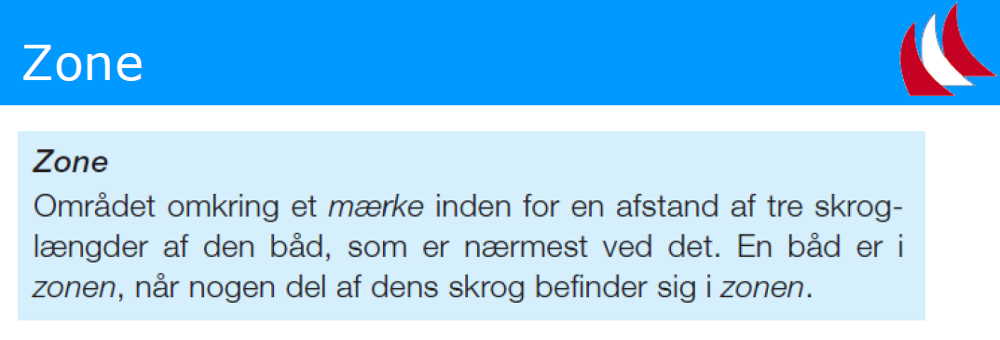 Zone
Zone
Området omkring et mærke inden for en afstand af tre skrog-
længder af den båd, som er nærmest ved det. En båd er i
zonen, når nogen del af dens skrog befinder sig i zonen.